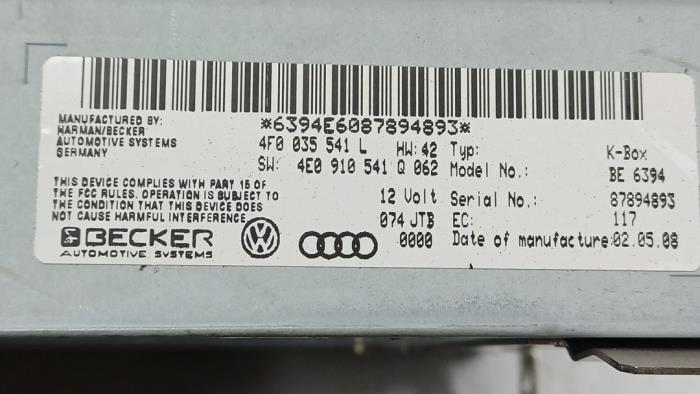 *6394E6087894893*
MANUFACTURED BY:
HARMAN/BECKER
AUTOMOTIVE SYSTEMS
GERMANY
4F0 035 541 L HW: 42 Typ: K-Box
SW: 4E0 910 541 Q 062 Model No.: BE 6394
THIS DEVICE COMPLIES WITH PART 15 OF
THE FCC RULES. OPERATION IS SUBJECT TO
THE CONDITION THAT THIS DEVICE DOES
NOT CAUSE HARMFUL INTERFERENCE.
12 Volt Serial No.: 87894893
074 JTB EC: 117
0000 Date of manufacture:02.05.08
BECKER
AUTOMOTIVE SYSTEMS